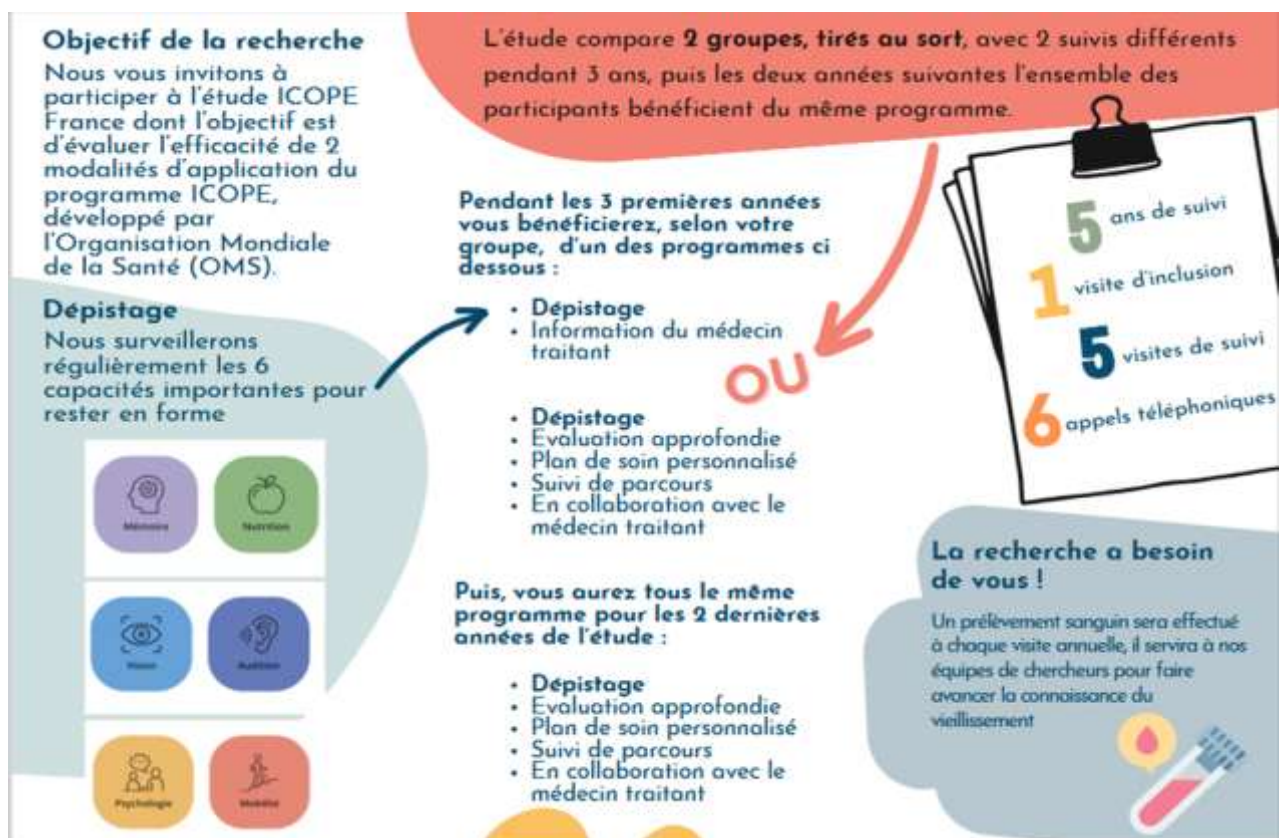 Objectif de la recherche
Nous vous invitons à
participer à l'étude ICOPE
France dont l'objectif est
d'évaluer l'efficacité de 2
modalités d'application du
programme ICOPE,
développé par
l'Organisation Mondiale
de la Santé (OMS).
Dépistage
Nous surveillerons
régulièrement les 6
capacités importantes pour
rester en forme
Mémoire
Nutrition
Vision
Audition
Psychologie
Mobilité
L'étude compare 2 groupes, tirés au sort, avec 2 suivis différents
pendant 3 ans, puis les deux années suivantes l'ensemble des
participants bénéficient du même programme.
Pendant les 3 premières années
vous bénéficierez, selon votre
groupe, d'un des programmes ci
dessous :
• Dépistage
• Information du médecin
traitant
OU
• Dépistage
• Evaluation approfondie
• Plan de soin personnalisé
• Suivi de parcours
• En collaboration avec le
médecin traitant
Puis, vous aurez tous le même
programme pour les 2 dernières
années de l'étude :
• Dépistage
• Evaluation approfondie
• Plan de soin personnalisé
• Suivi de parcours
• En collaboration avec le
médecin traitant
5 ans de suivi
1 visite d'inclusion
5 visites de suivi
6 appels téléphoniques
La recherche a besoin
de vous !
Un prélèvement sanguin sera effectué
à chaque visite annuelle, il servira à nos
équipes de chercheurs pour faire
avancer la connaissance du
vieillissement